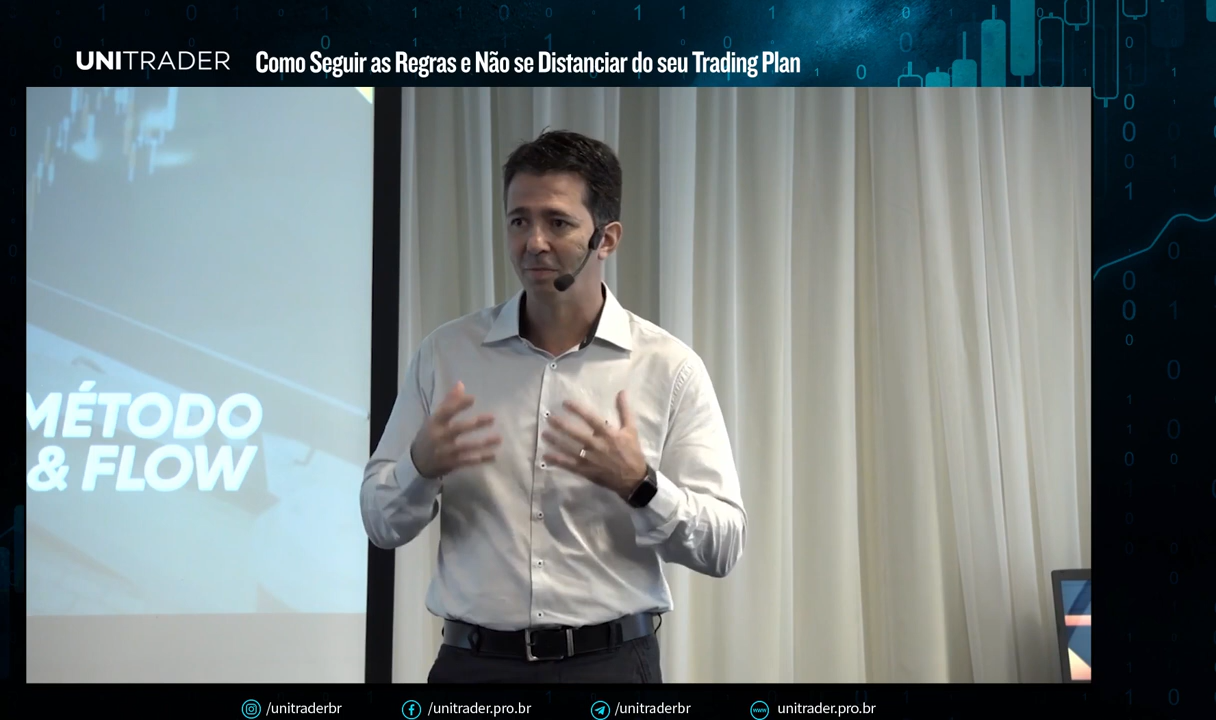 UNITRADER
Como Seguir as Regras e Não se Distanciar do seu Trading Plan
MÉTODO
& FLOW
/unitraderbr
/unitrader.pro.br
/unitraderbr
www
unitrader.pro.br